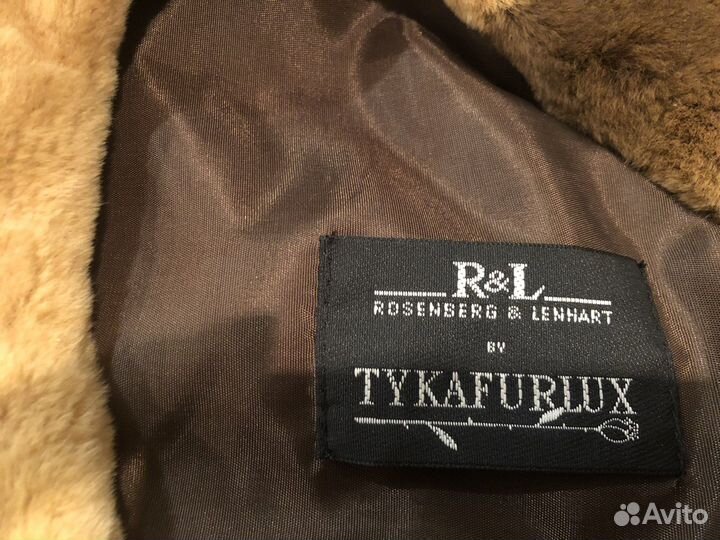 R&L
ROSENBERG & LENHART
BY
TYKAFURLUX
Avito